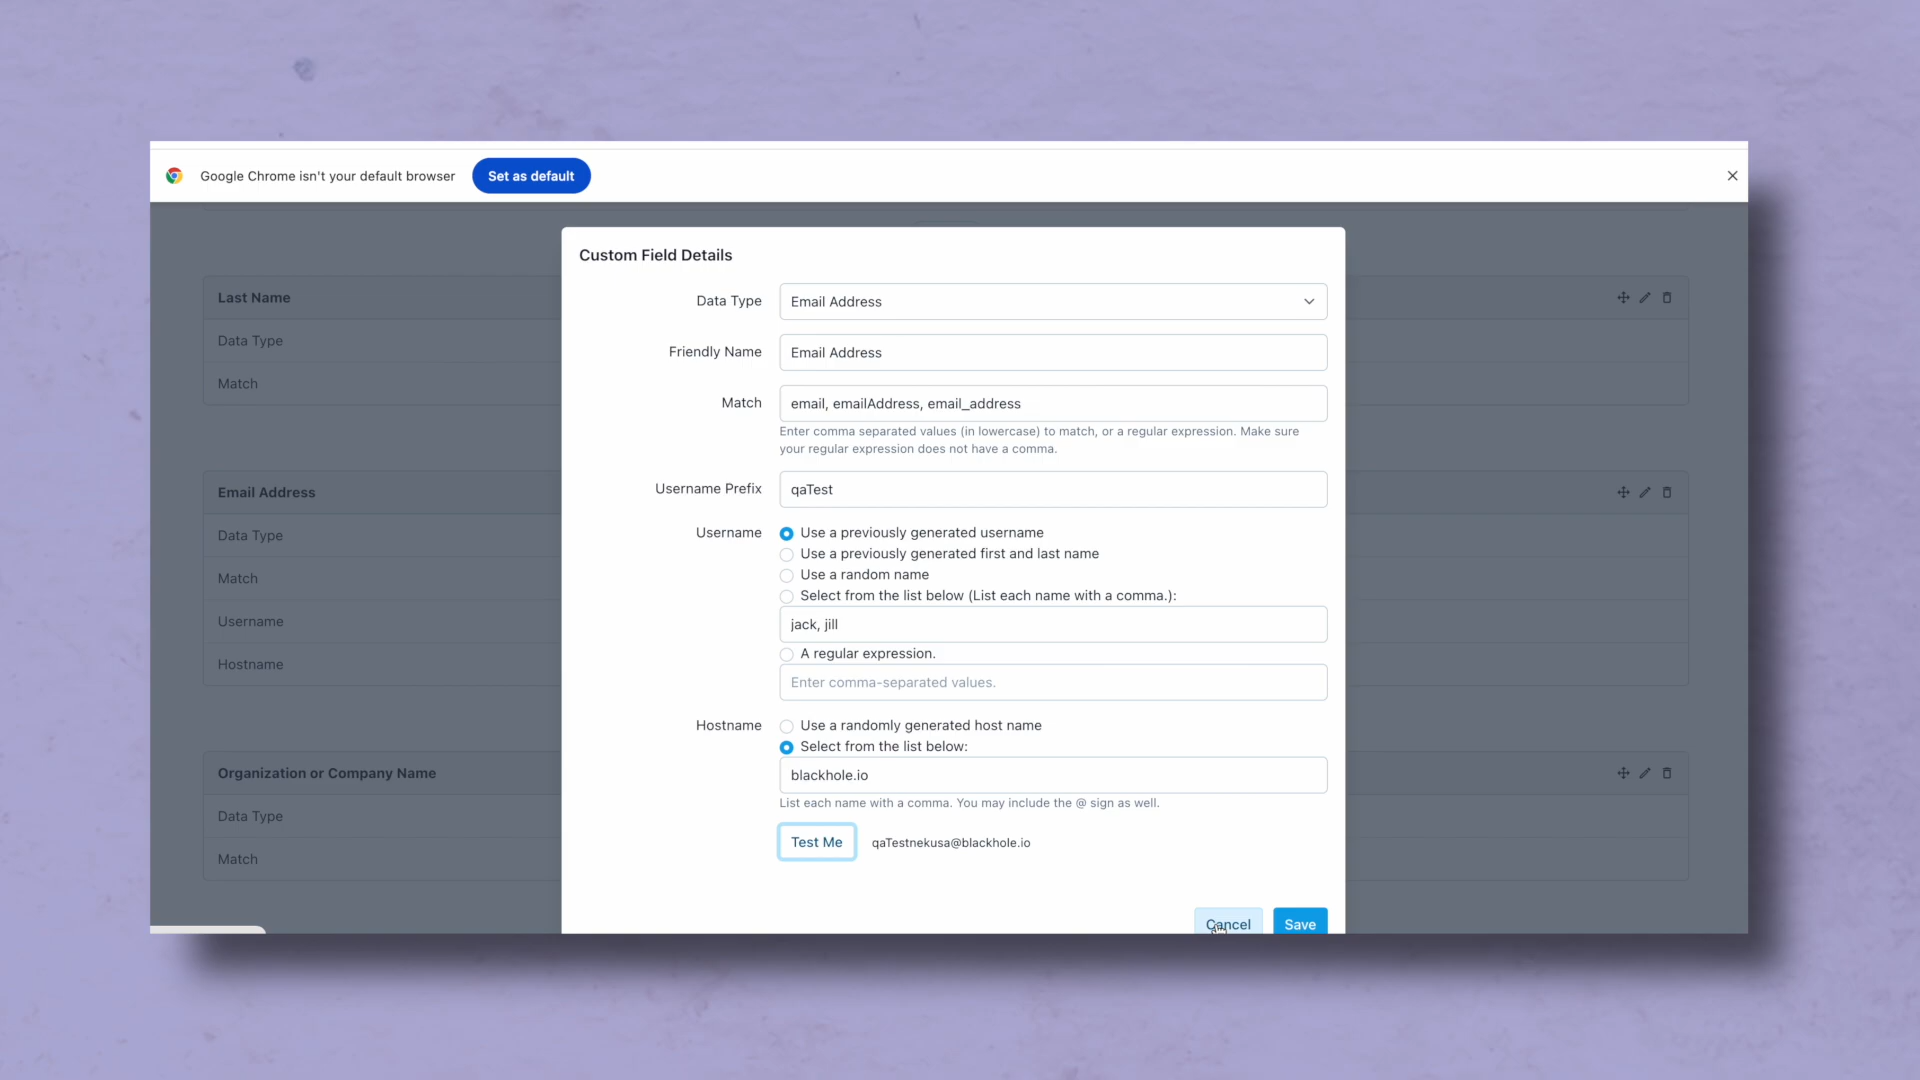 Google Chrome isn't your default browser
Set as default
Custom Field Details
Data Type
Email Address
Friendly Name
Email Address
Match
email, emailAddress, email_address
Enter comma separated values (in lowercase) to match, or a regular expression. Make sure
your regular expression does not have a comma.
Username Prefix
qaTest
Username
Use a previously generated username
Use a previously generated first and last name
Use a random name
Select from the list below (List each name with a comma.):
jack, jill
A regular expression.
Enter comma-separated values.
Hostname
Use a randomly generated host name
Select from the list below:
blackhole.io
List each name with a comma. You may include the @ sign as well.
Test Me
qaTestnekusa@blackhole.io
Cancel
Save
Last Name
Data Type
Match
Email Address
Data Type
Match
Username
Hostname
Organization or Company Name
Data Type
Match